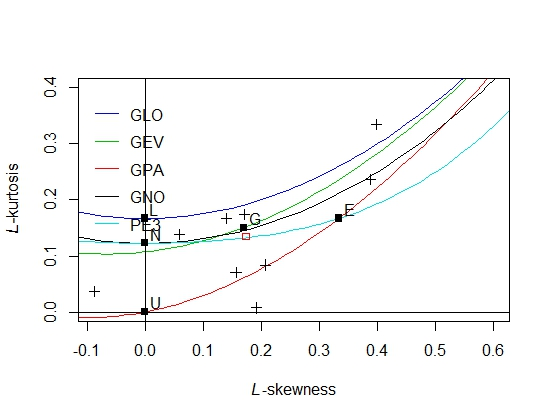 GLO
GEV
GPA
GNO
PE3
L
N
G
E
U
0.0 0.1 0.2 0.3 0.4
L-kurtosis
-0.1 0.0 0.1 0.2 0.3 0.4 0.5 0.6
L-skewness